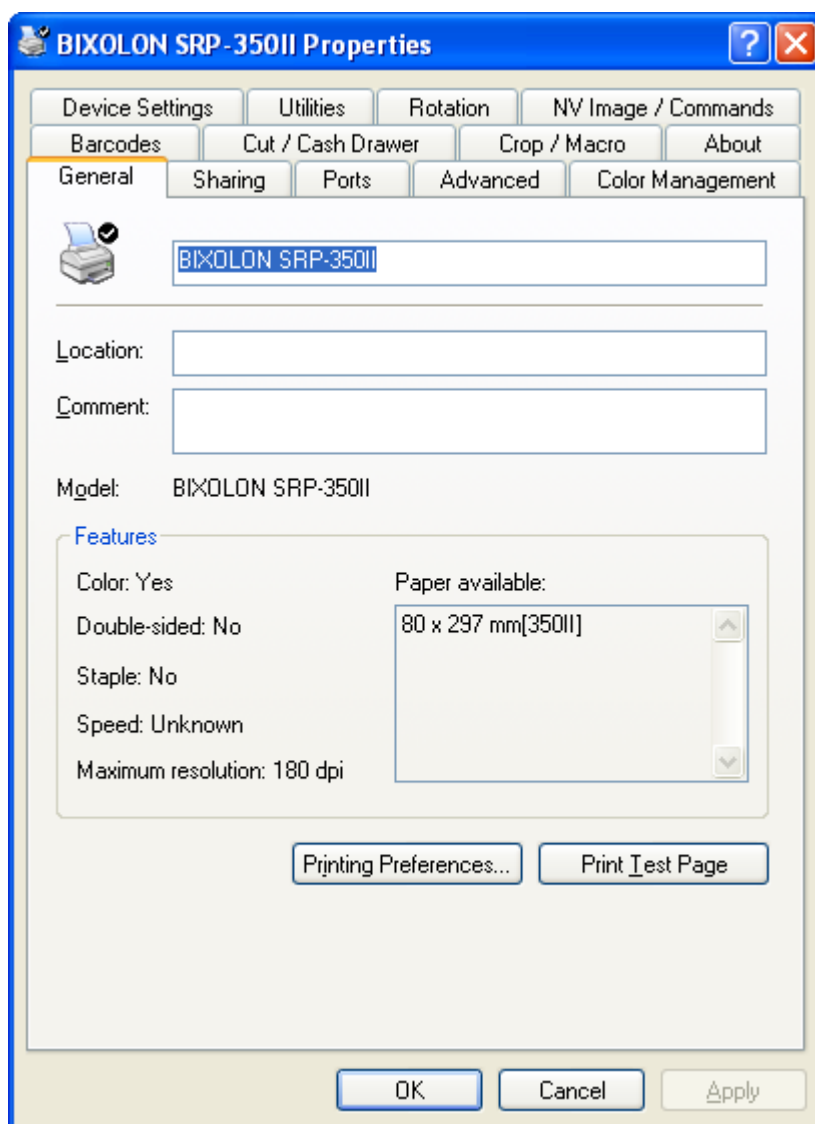 BIXOLON SRP-350II Properties
Device Settings Utilities Rotation NV Image / Commands
Barcodes Cut / Cash Drawer Crop / Macro About
General Sharing Ports Advanced Color Management
BIXOLON SRP-350II
Location:
Comment:
Model: BIXOLON SRP-350II
Features
Color: Yes Paper available:
Double-sided: No 80 x 297 mm[350II]
Staple: No
Speed: Unknown
Maximum resolution: 180 dpi
Printing Preferences... Print Test Page
OK Cancel Apply